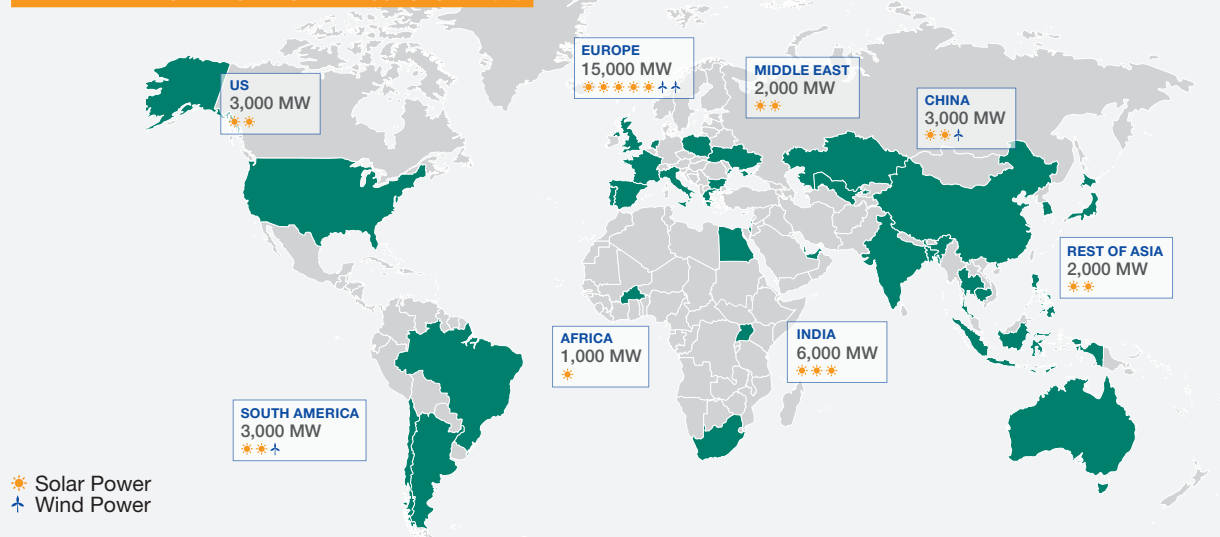 EUROPE
15,000 MW
MIDDLE EAST
2,000 MW
US
3,000 MW
CHINA
3,000 MW
REST OF ASIA
2,000 MW
AFRICA
1,000 MW
INDIA
6,000 MW
SOUTH AMERICA
3,000 MW
Solar Power
Wind Power